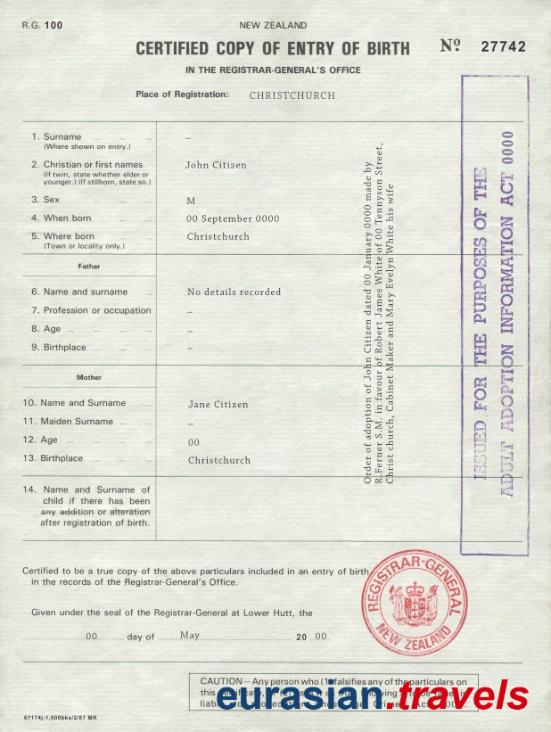 R.G. 100
NEW ZEALAND
CERTIFIED COPY OF ENTRY OF BIRTH
Nº 27742
IN THE REGISTRAR-GENERAL'S OFFICE
Place of Registration: CHRISTCHURCH
1. Surname –
(Where shown on entry.)
2. Christian or first names John Citizen
(If twin, state whether elder or
younger.) (If stillborn, state so.)
3. Sex M
4. When born 00 September 0000
5. Where born Christchurch
(Town or locality only.)
Father
6. Name and surname No details recorded
7. Profession or occupation –
8. Age –
9. Birthplace –
Mother
10. Name and Surname Jane Citizen
11. Maiden Surname –
12. Age 00
13. Birthplace Christchurch
14. Name and Surname of
child if there has been
any addition or alteration
after registration of birth.
Order of adoption of John Citizen dated 00 January 0000 made by
R.Ferner S.M. in favour of Robert James White of 00 Tennyson Street,
Christ church, Cabinet Maker and Mary Evelyn White his wife
ISSUED FOR THE PURPOSES OF THE
ADULT ADOPTION INFORMATION ACT 0000
Certified to be a true copy of the above particulars included in an entry of birth
in the records of the Registrar-General's Office.
Given under the seal of the Registrar-General at Lower Hutt, the
00 day of May 20 00
REGISTRAR-GENERAL
NEW ZEALAND
CAUTION – Any person who (1) falsifies any of the particulars on
this
liab
eurasian.travels
67174J-1,000bks/2/87 MK